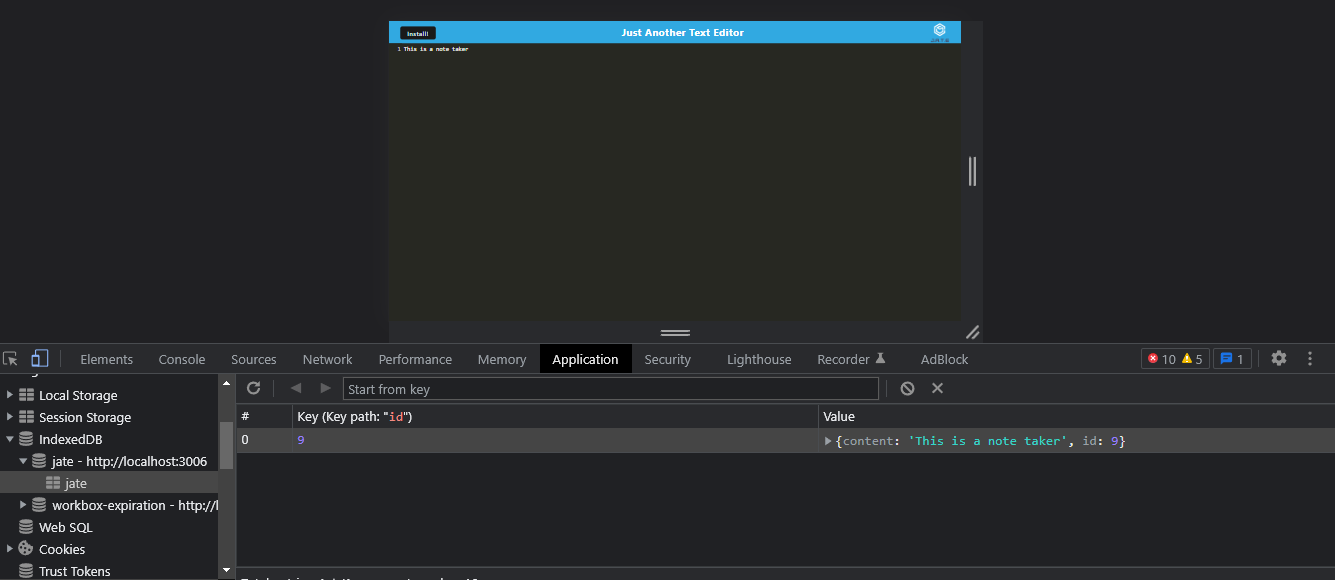 Install!
Just Another Text Editor
1 This is a note taker
Elements Console Sources Network Performance Memory Application Security Lighthouse Recorder AdBlock 10 5 1
Local Storage
Session Storage
IndexedDB
jate - http://localhost:3006
jate
workbox-expiration - http://l
Web SQL
Cookies
Trust Tokens
Start from key
# Key (Key path: "id") Value
0 9 {content: 'This is a note taker', id: 9}